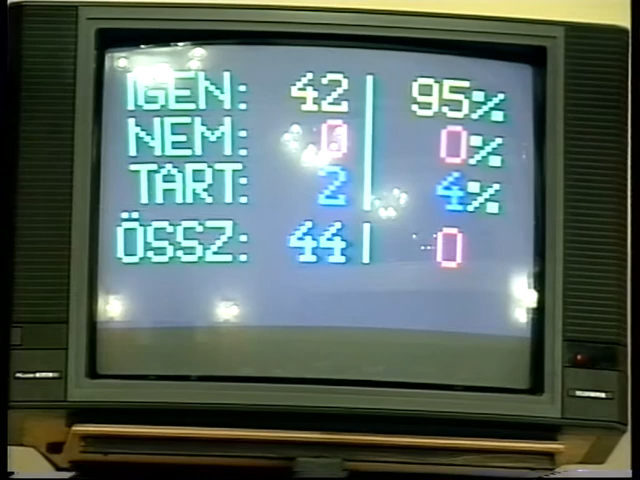 IGEN: 42 | 95%
NEM: 0 | 0%
TART: 2 | 4%
ÖSSZ: 44 | 0